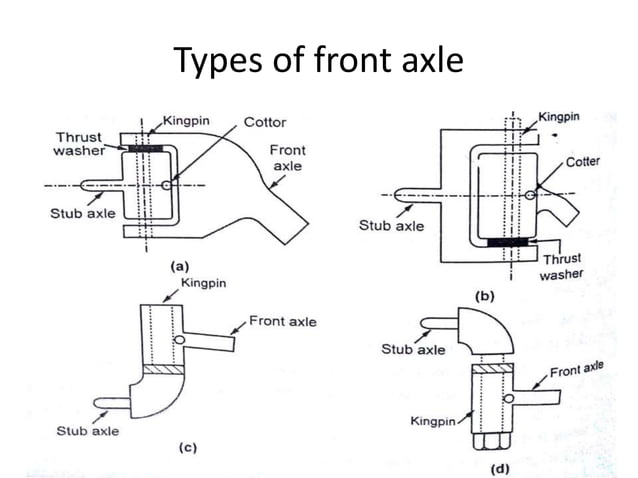 Types of front axle
Kingpin
Cottor
Thrust
washer
Front
axle
Stub axle
(a)
Kingpin
Cotter
Stub axle
Thrust
washer
(b)
Kingpin
Front axle
Stub axle
(c)
Stub axle
Front axle
Kingpin
(d)